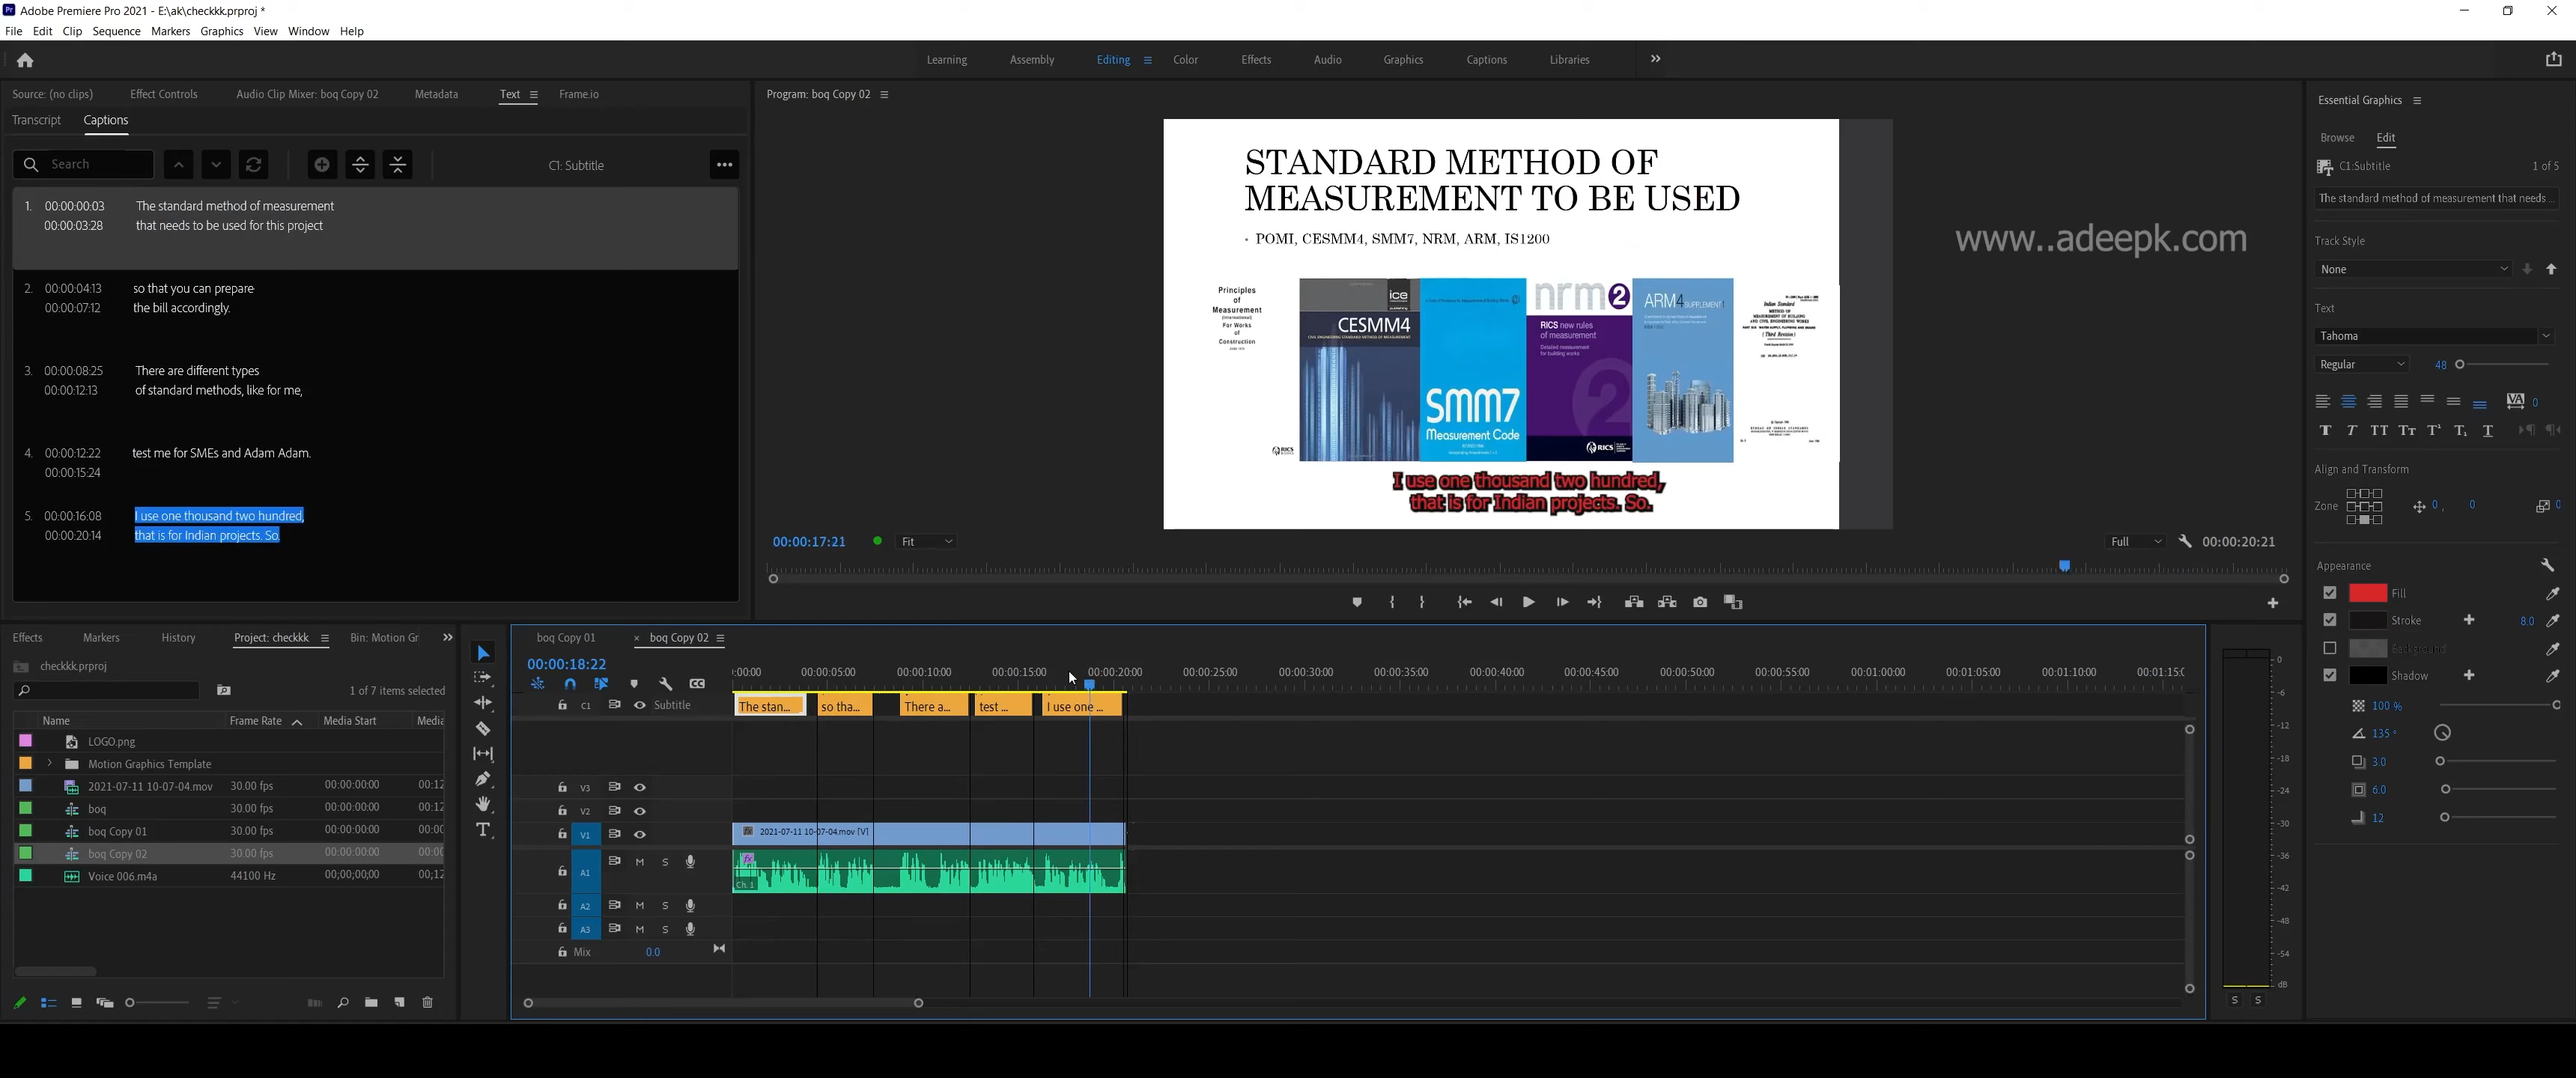 Adobe Premiere Pro 2021 - E:\ak\checkkk.prproj *
File Edit Clip Sequence Markers Graphics View Window Help
Learning Assembly Editing Color Effects Audio Graphics Captions Libraries
Source: (no clips) Effect Controls Audio Clip Mixer: boq Copy 02 Metadata Text Frame.io
Transcript Captions
Search
C1: Subtitle
1. 00:00:00:03 The standard method of measurement
00:00:03:28 that needs to be used for this project
2. 00:00:04:13 so that you can prepare
00:00:07:12 the bill accordingly.
3. 00:00:08:25 There are different types
00:00:12:13 of standard methods, like for me,
4. 00:00:12:22 test me for SMEs and Adam Adam.
00:00:15:24
5. 00:00:16:08 I use one thousand two hundred,
00:00:20:14 that is for Indian projects. So.
Program: boq Copy 02
STANDARD METHOD OF
MEASUREMENT TO BE USED
• POMI, CESMM4, SMM7, NRM, ARM, IS1200
www..adeepk.com
Principles
of
Measurement
(International)
For Works
of
Construction
ice
CESMM4
SMM7
Measurement Code
nrm2
RICS new rules
of measurement
Detailed measurement
for building works
RICS
ARM4 SUPPLEMENT1
Indian Standard
I use one thousand two hundred,
that is for Indian projects. So.
00:00:17:21 Fit Full 00:00:20:21
Essential Graphics
Browse Edit
C1:Subtitle 1 of 5
The standard method of measurement that needs ...
Track Style
None
Text
Tahoma
Regular 48
0
Align and Transform
Zone 0 , 0 0
Appearance
Fill
Stroke 8.0
Background
Shadow
100 %
135 °
3.0
6.0
12
Effects Markers History Project: checkkk Bin: Motion Gr
checkkk.prproj
1 of 7 items selected
Name Frame Rate Media Start Media
LOGO.png
Motion Graphics Template
2021-07-11 10-07-04.mov 30.00 fps 00:00:00:00 00:12
boq 30.00 fps 00:00:00:00 00:12
boq Copy 01 30.00 fps 00:00:00:00 00:00
boq Copy 02 30.00 fps 00:00:00:00 00:00
Voice 006.m4a 44100 Hz 00;00;00;00 00;12
boq Copy 01 × boq Copy 02
00:00:18:22
:00:00 00:00:05:00 00:00:10:00 00:00:15:00 00:00:20:00 00:00:25:00 00:00:30:00 00:00:35:00 00:00:40:00 00:00:45:00 00:00:50:00 00:00:55:00 00:01:00:00 00:01:05:00 00:01:10:00 00:01:15:0
C1 Subtitle The stan... so tha... There a... test ... I use one ...
V3
V2
V1 2021-07-11 10-07-04.mov [V]
A1 M S fx
Ch. 1
A2 M S
A3 M S
Mix 0.0
0
-6
-12
-18
-24
-30
-36
-42
-48
-54
dB
S S